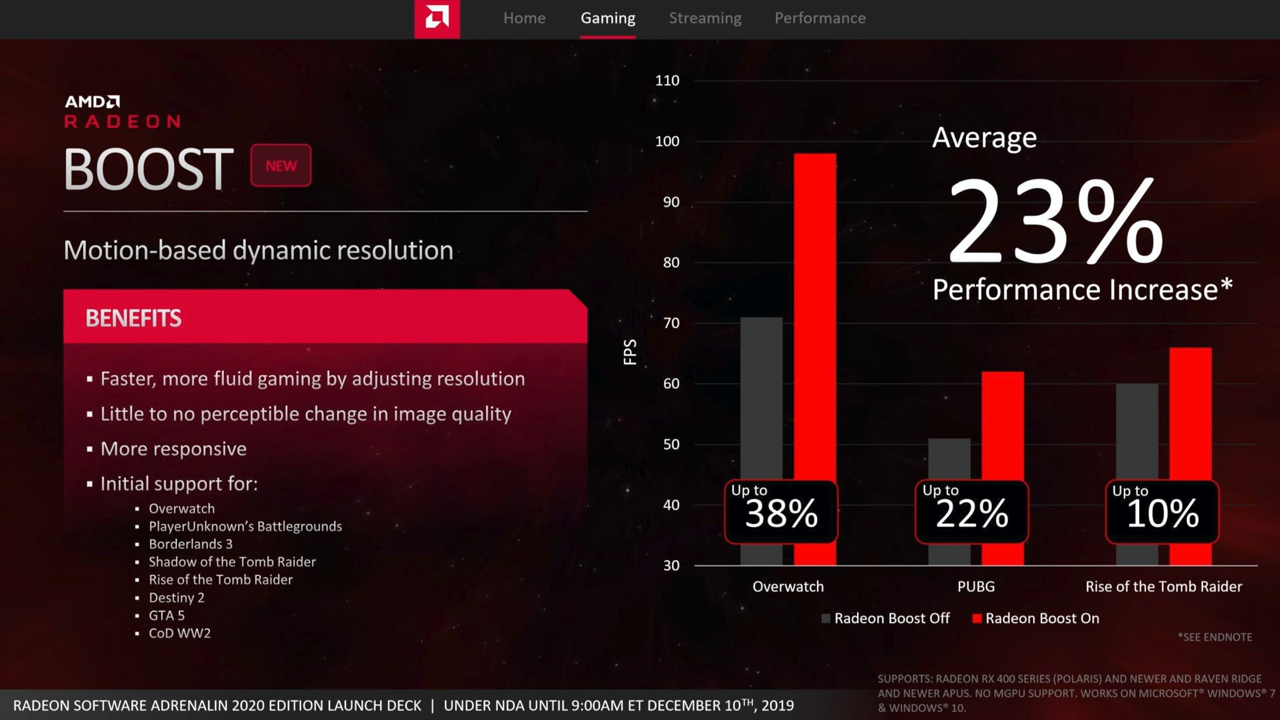 Home Gaming Streaming Performance
AMD
RADEON
BOOST NEW
Motion-based dynamic resolution
BENEFITS
▪ Faster, more fluid gaming by adjusting resolution
▪ Little to no perceptible change in image quality
▪ More responsive
▪ Initial support for:
▪ Overwatch
▪ PlayerUnknown’s Battlegrounds
▪ Borderlands 3
▪ Shadow of the Tomb Raider
▪ Rise of the Tomb Raider
▪ Destiny 2
▪ GTA 5
▪ CoD WW2
Average
23%
Performance Increase*
FPS
110
100
90
80
70
60
50
40
30
Up to
38%
Up to
22%
Up to
10%
Overwatch PUBG Rise of the Tomb Raider
Radeon Boost Off Radeon Boost On
*SEE ENDNOTE
SUPPORTS: RADEON RX 400 SERIES (POLARIS) AND NEWER AND RAVEN RIDGE
AND NEWER APUS. NO MGPU SUPPORT. WORKS ON MICROSOFT® WINDOWS® 7
& WINDOWS® 10.
RADEON SOFTWARE ADRENALIN 2020 EDITION LAUNCH DECK | UNDER NDA UNTIL 9:00AM ET DECEMBER 10TH, 2019